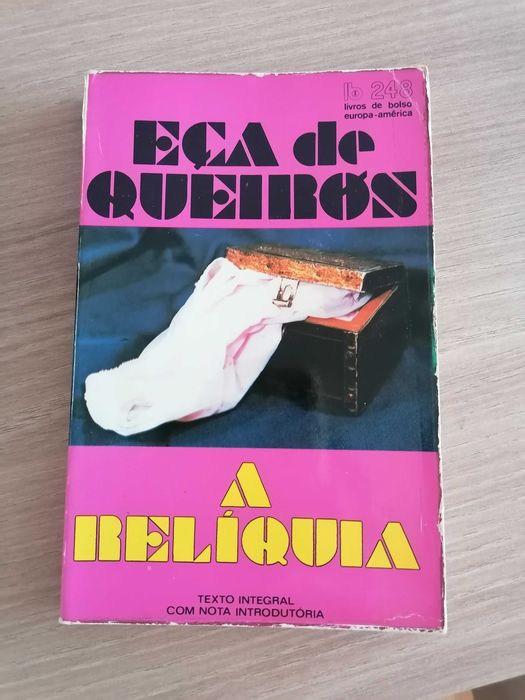 lb 248
livros de bolso
europa-américa
EÇA de
QUEIRÓS
A
RELÍQUIA
TEXTO INTEGRAL
COM NOTA INTRODUTÓRIA